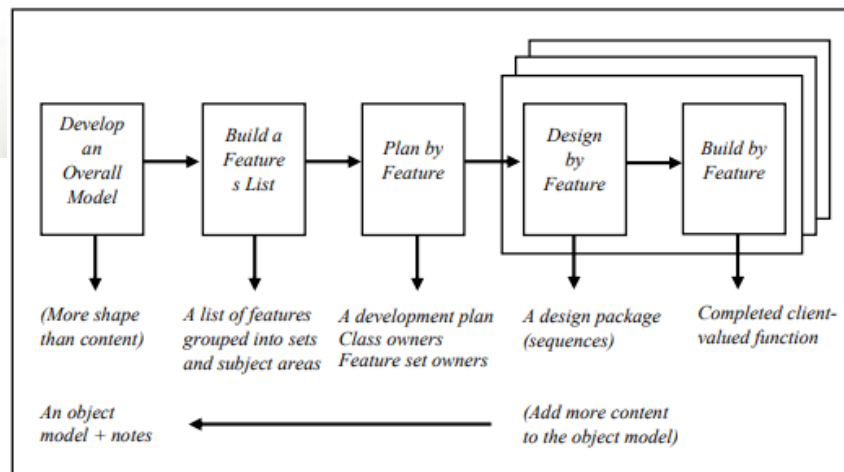 Develop
an
Overall
Model
Build a
Feature
s List
Plan by
Feature
Design
by
Feature
Build by
Feature
(More shape
than content)
A list of features
grouped into sets
and subject areas
A development plan
Class owners
Feature set owners
A design package
(sequences)
Completed client-
valued function
An object
model + notes
(Add more content
to the object model)